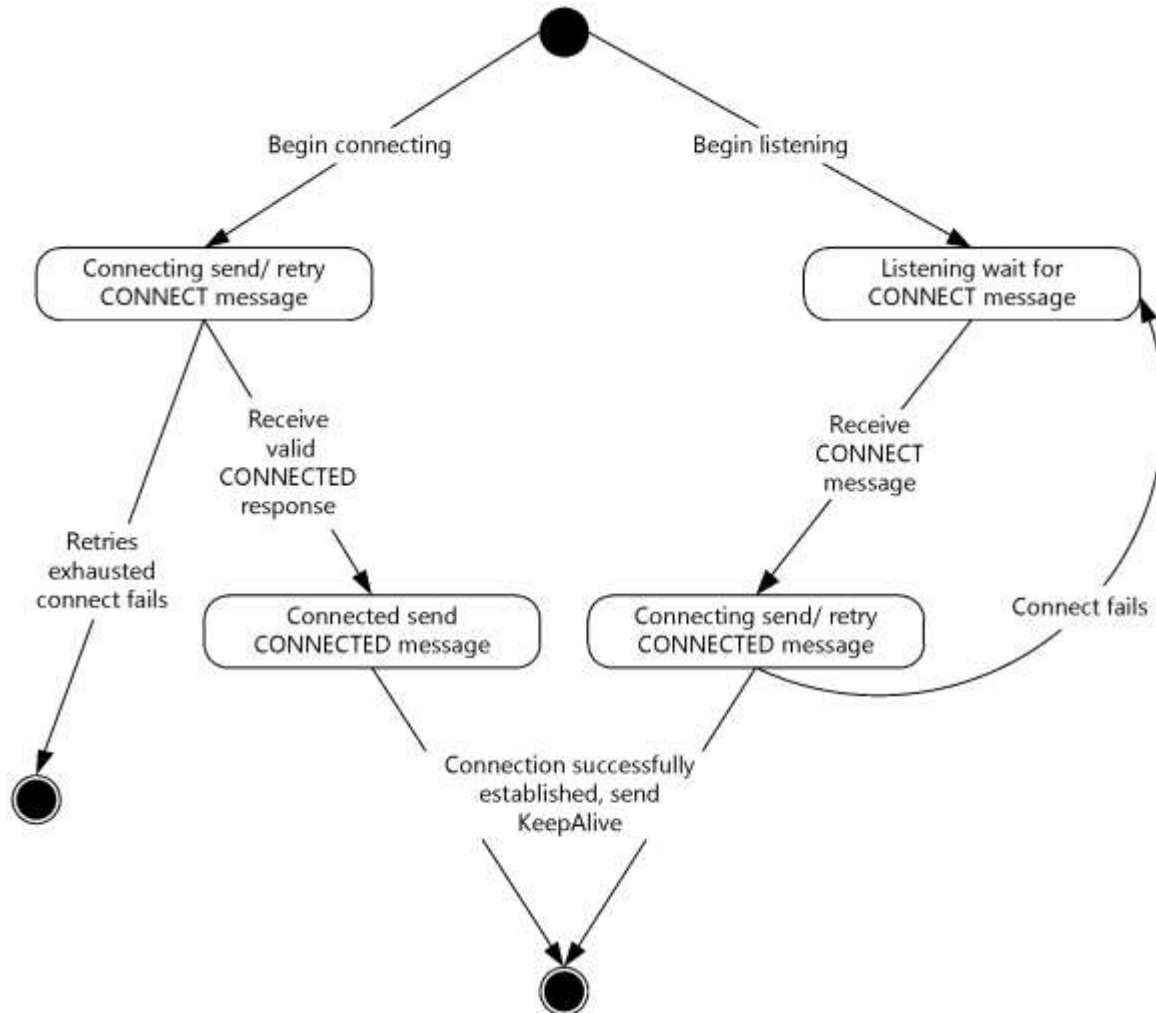 Begin connecting
Begin listening
Connecting send/ retry
CONNECT message
Listening wait for
CONNECT message
Receive
valid
CONNECTED
response
Receive
CONNECT
message
Retries
exhausted
connect fails
Connected send
CONNECTED message
Connecting send/ retry
CONNECTED message
Connect fails
Connection successfully
established, send
KeepAlive